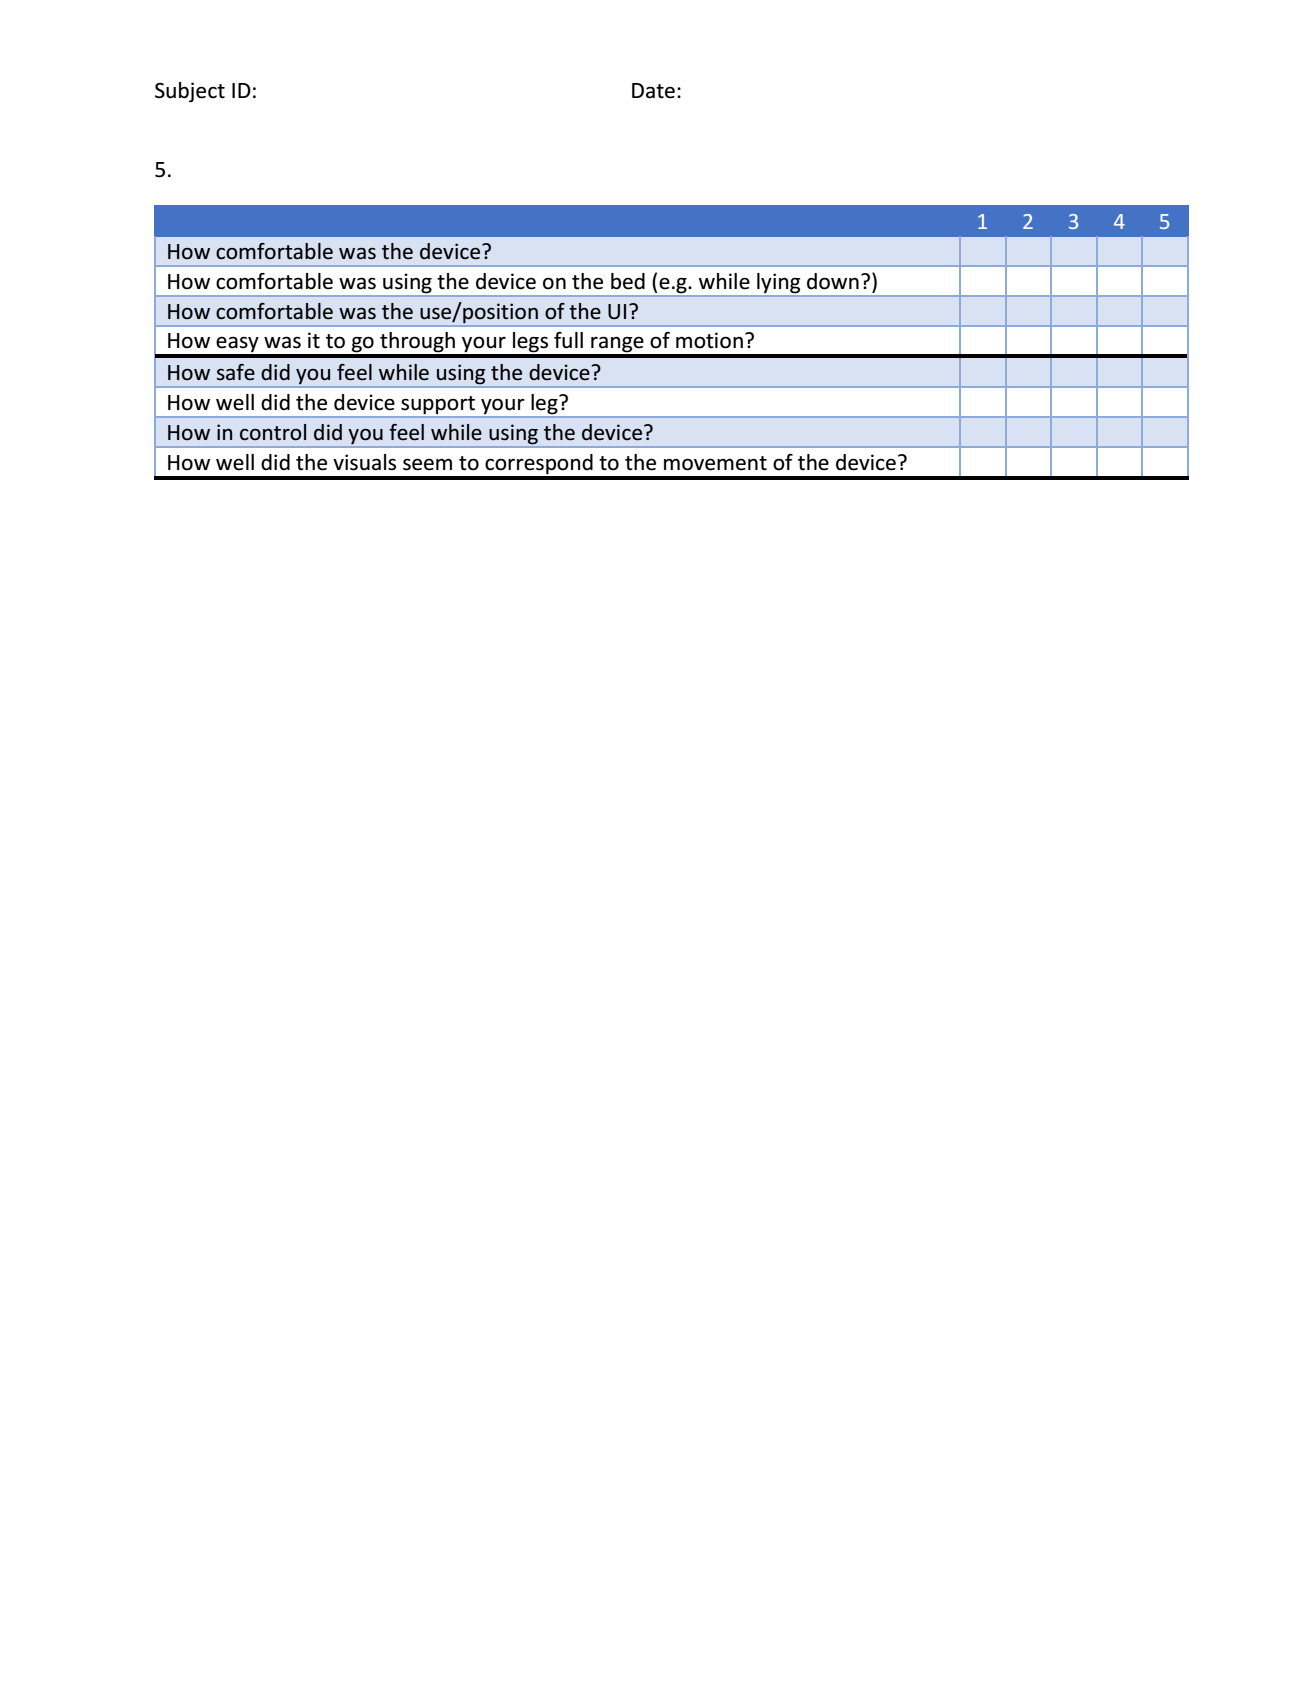 Subject ID: Date:
5.
1 2 3 4 5
How comfortable was the device?
How comfortable was using the device on the bed (e.g. while lying down?)
How comfortable was the use/position of the UI?
How easy was it to go through your legs full range of motion?
How safe did you feel while using the device?
How well did the device support your leg?
How in control did you feel while using the device?
How well did the visuals seem to correspond to the movement of the device?